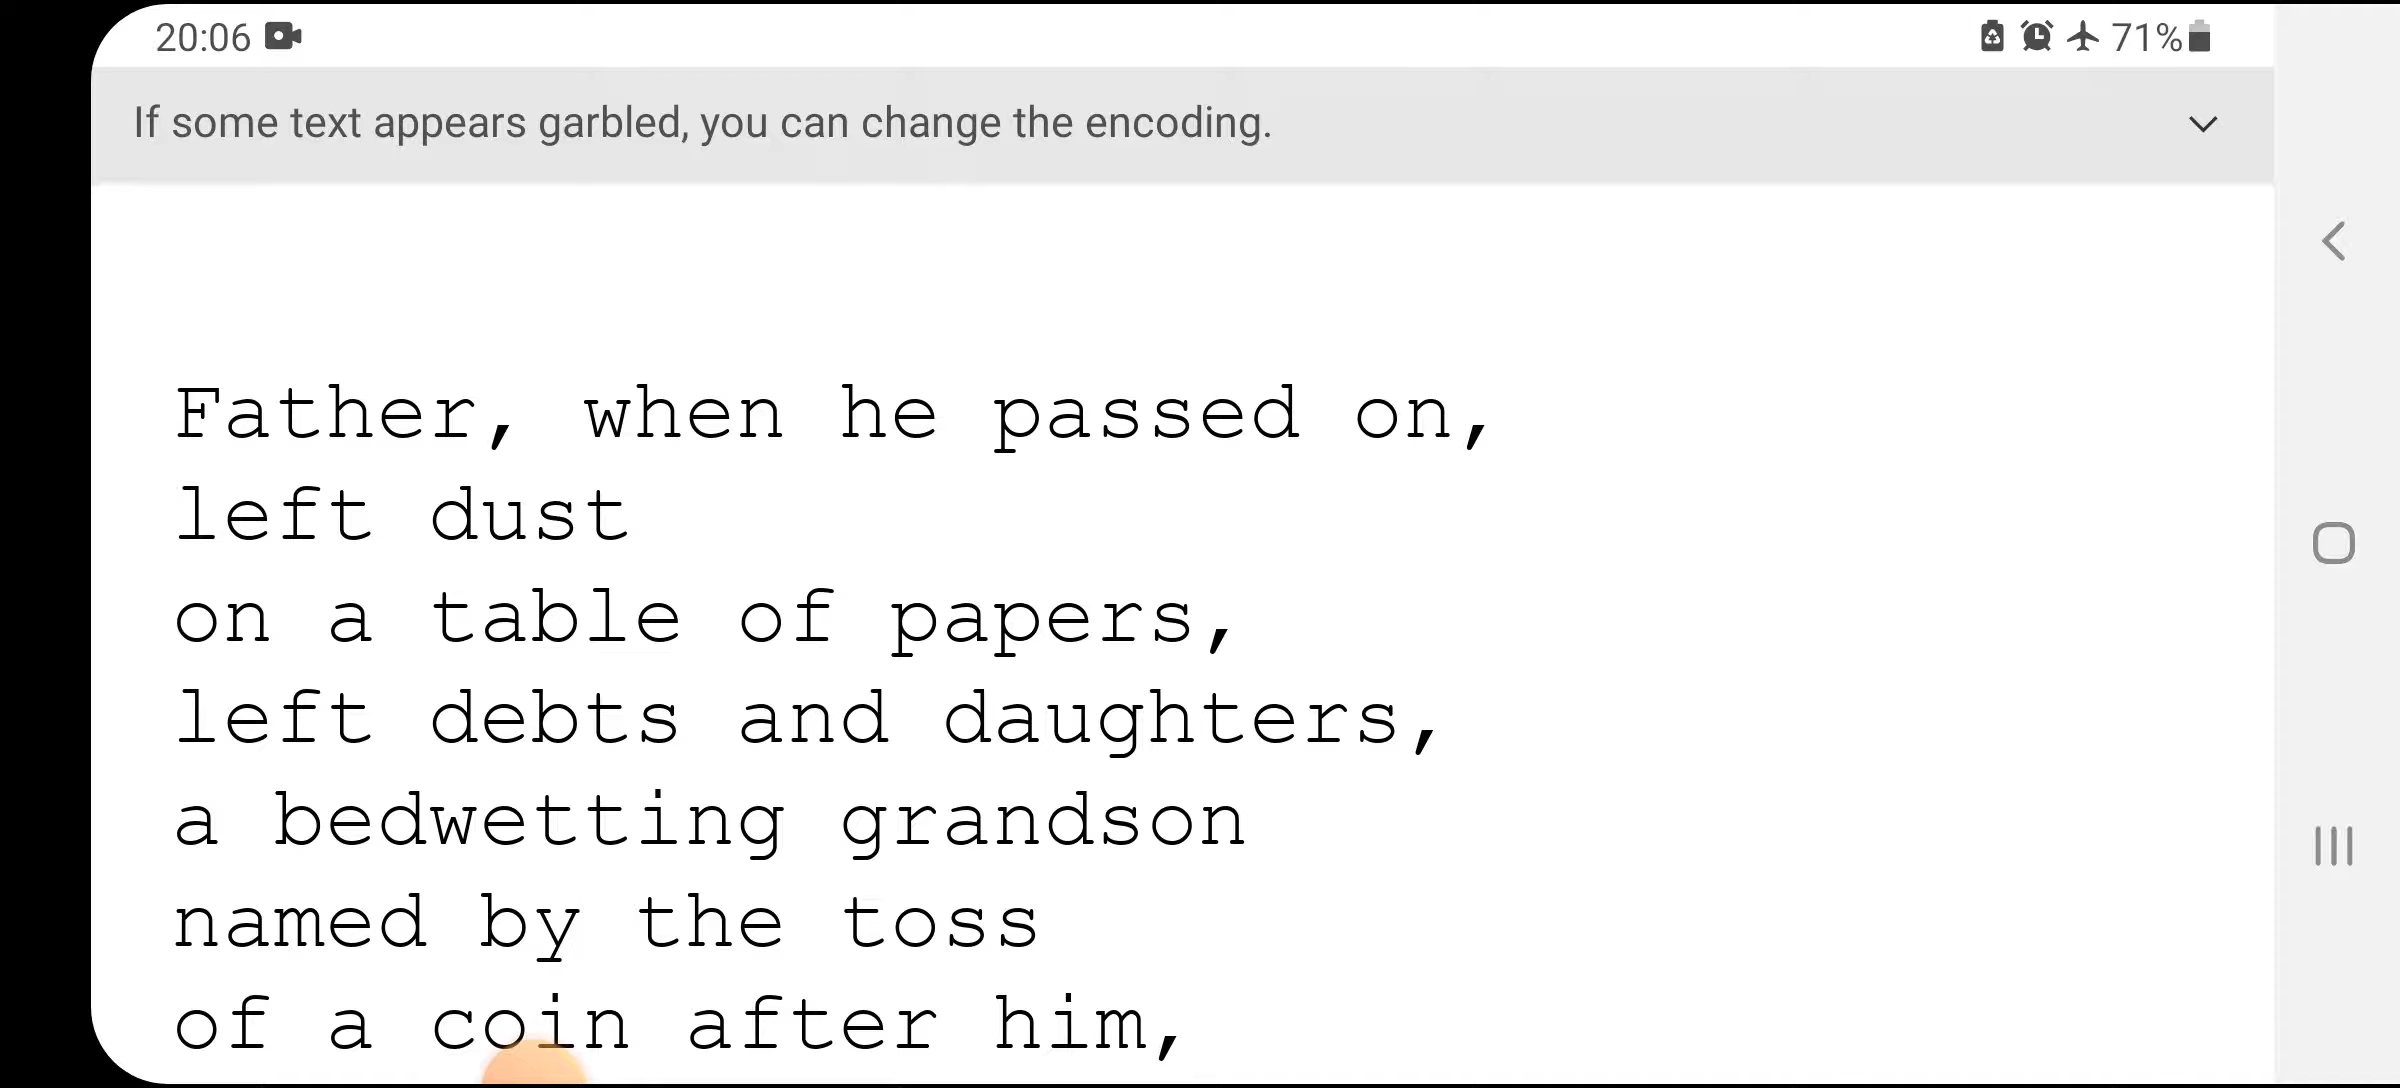 20:06 71%
If some text appears garbled, you can change the encoding.
Father, when he passed on,
left dust
on a table of papers,
left debts and daughters,
a bedwetting grandson
named by the toss
of a coin after him,